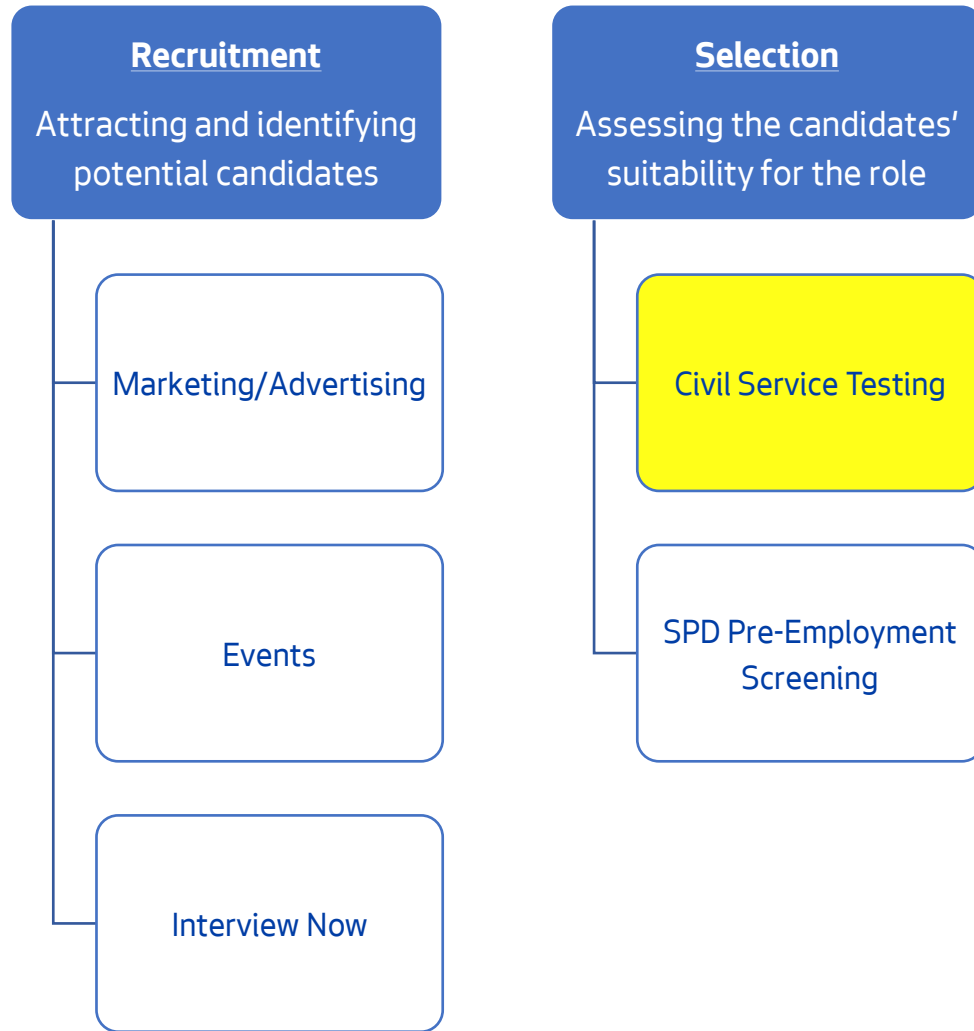 Recruitment
Attracting and identifying
potential candidates
Marketing/Advertising
Events
Interview Now
Selection
Assessing the candidates'
suitability for the role
Civil Service Testing
SPD Pre-Employment
Screening